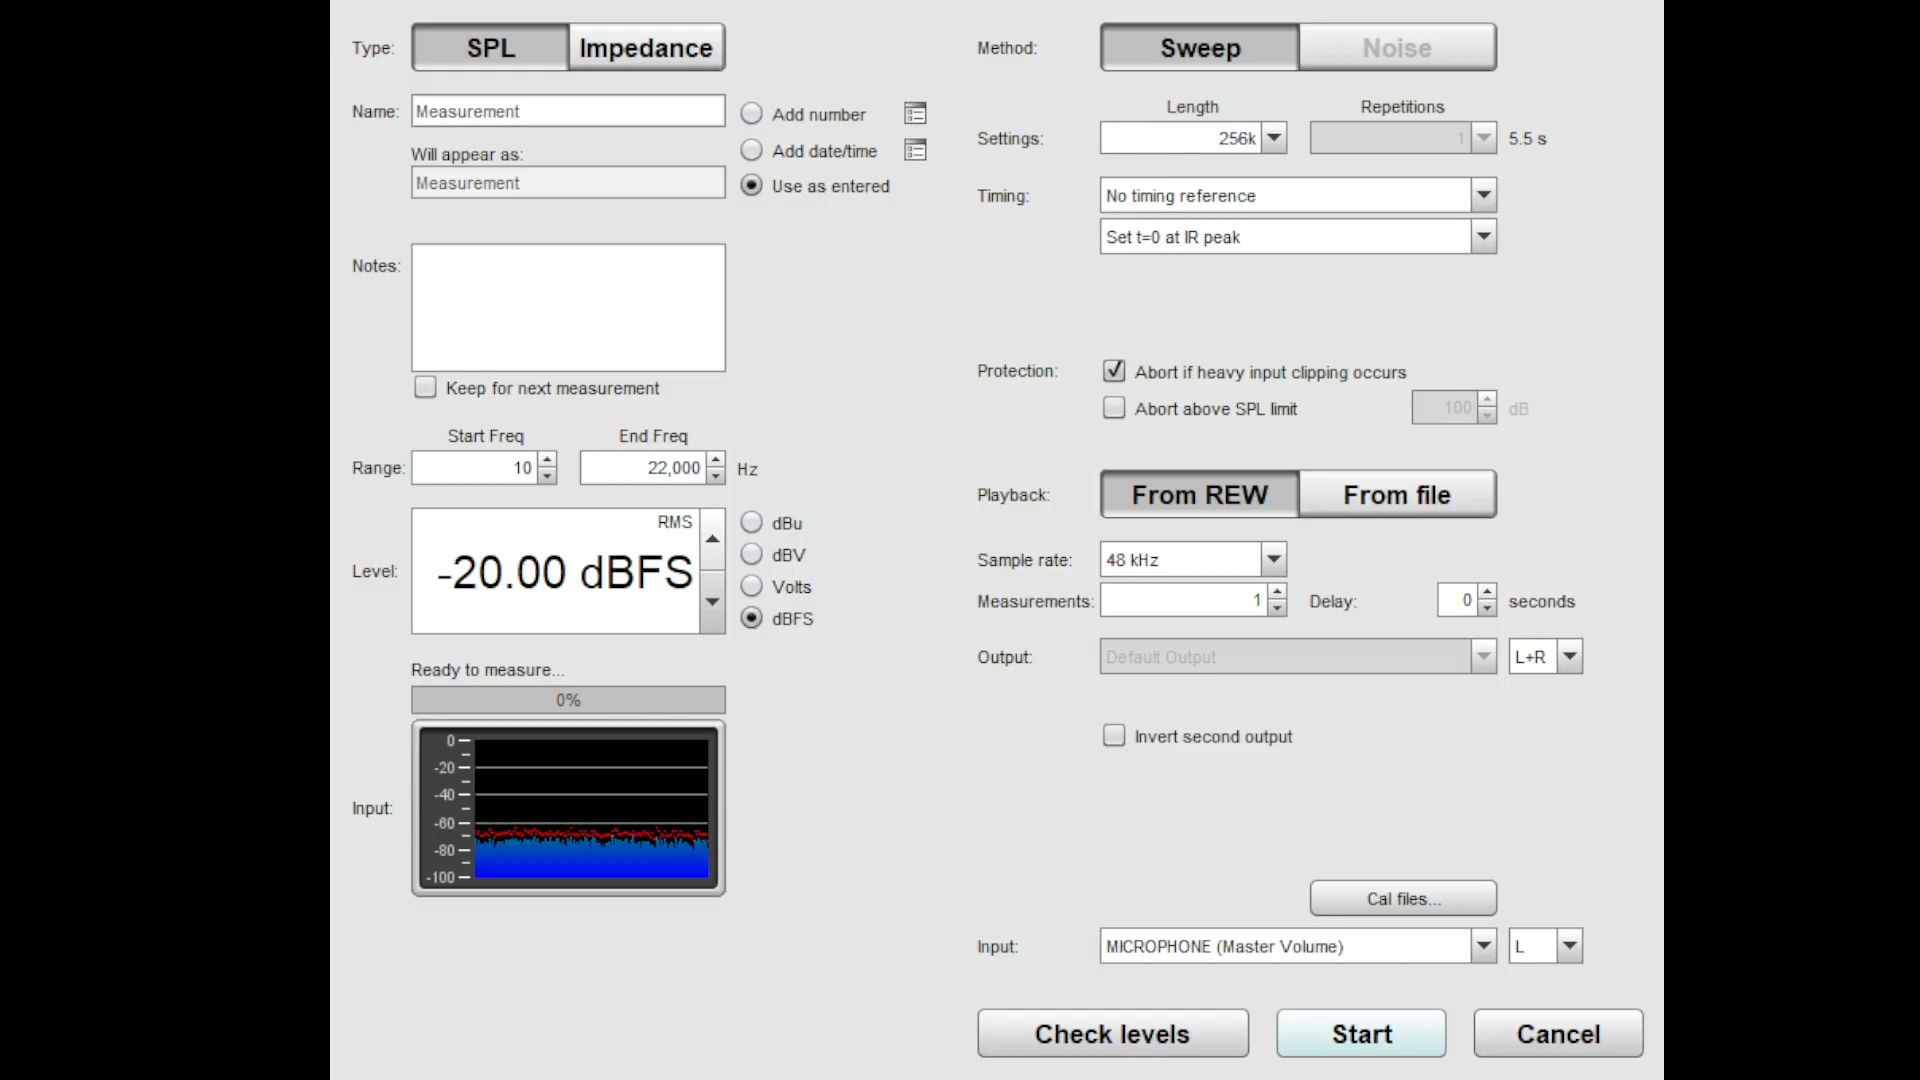 Type: SPL Impedance
Name: Measurement
Add number
Will appear as:
Add date/time
Measurement
Use as entered
Notes:
Keep for next measurement
Start Freq End Freq
Range: 10 22,000 Hz
RMS
Level: -20.00 dBFS
dBu
dBV
Volts
dBFS
Ready to measure...
0%
Input:
0
-20
-40
-60
-80
-100
Method: Sweep Noise
Length Repetitions
Settings: 256k 1 5.5 s
Timing: No timing reference
Set t=0 at IR peak
Protection: Abort if heavy input clipping occurs
Abort above SPL limit 100 dB
Playback: From REW From file
Sample rate: 48 kHz
Measurements: 1 Delay: 0 seconds
Output: Default Output L+R
Invert second output
Cal files...
Input: MICROPHONE (Master Volume) L
Check levels Start Cancel